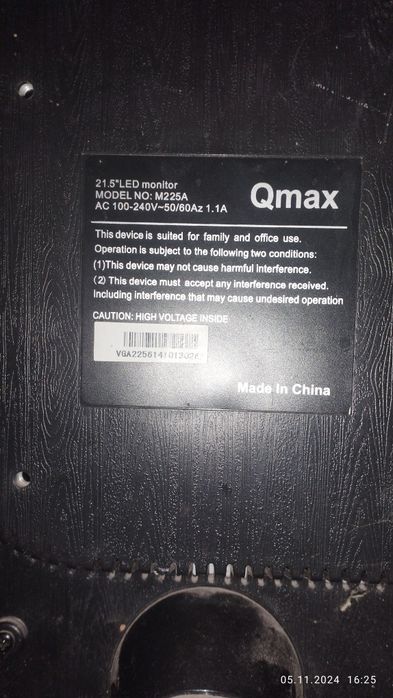 21.5"LED monitor
MODEL NO: M225A
AC 100-240V~50/60Az 1.1A
Qmax
This device is suited for family and office use.
Operation is subject to the following two conditions:
(1)This device may not cause harmful interference.
(2) This device must accept any interference received.
Including interference that may cause undesired operation
CAUTION: HIGH VOLTAGE INSIDE
Made In China
05.11.2024 16:25